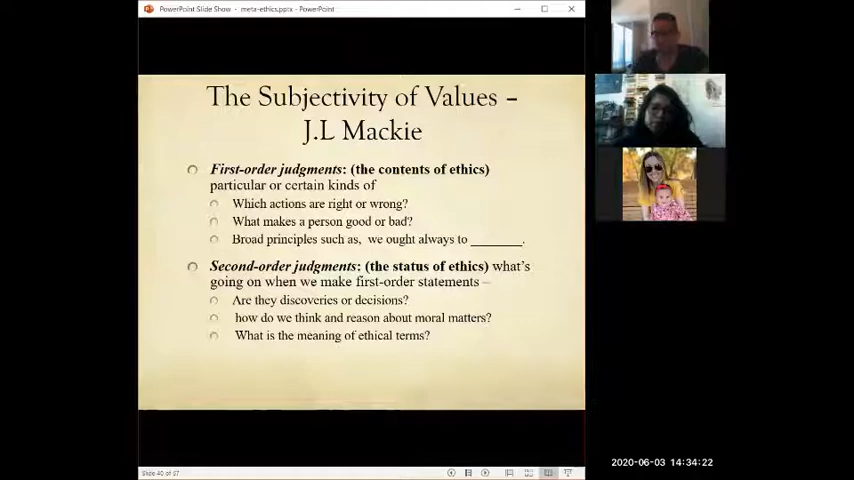 PowerPoint Slide Show - meta-ethics.pptx - PowerPoint
The Subjectivity of Values –
J.L Mackie
First-order judgments: (the contents of ethics)
particular or certain kinds of
Which actions are right or wrong?
What makes a person good or bad?
Broad principles such as, we ought always to ________.
Second-order judgments: (the status of ethics) what's
going on when we make first-order statements –
Are they discoveries or decisions?
how do we think and reason about moral matters?
What is the meaning of ethical terms?
Slide 40 of 67
2020-06-03 14:34:22